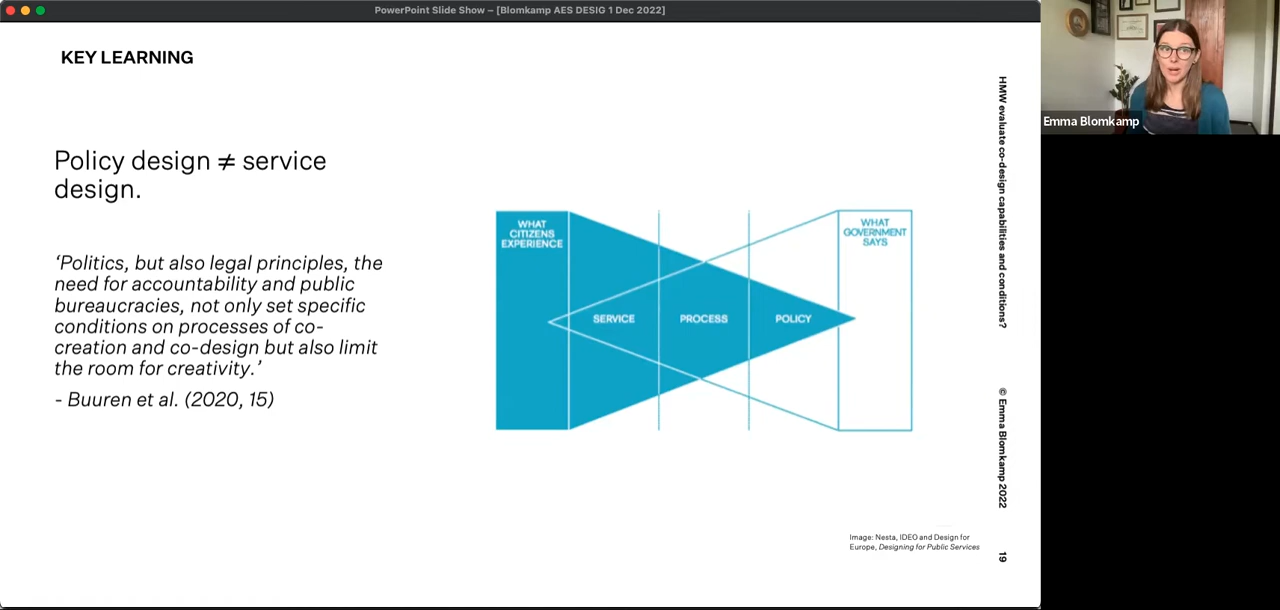 PowerPoint Slide Show – [Blomkamp AES DESIG 1 Dec 2022]
KEY LEARNING
Policy design ≠ service
design.
‘Politics, but also legal principles, the
need for accountability and public
bureaucracies, not only set specific
conditions on processes of co-
creation and co-design but also limit
the room for creativity.’
- Buuren et al. (2020, 15)
WHAT
CITIZENS
EXPERIENCE
SERVICE
PROCESS
POLICY
WHAT
GOVERNMENT
SAYS
Image: Nesta, IDEO and Design for
Europe, Designing for Public Services
HMW evaluate co-design capabilities and conditions?
© Emma Blomkamp 2022
19
Emma Blomkamp